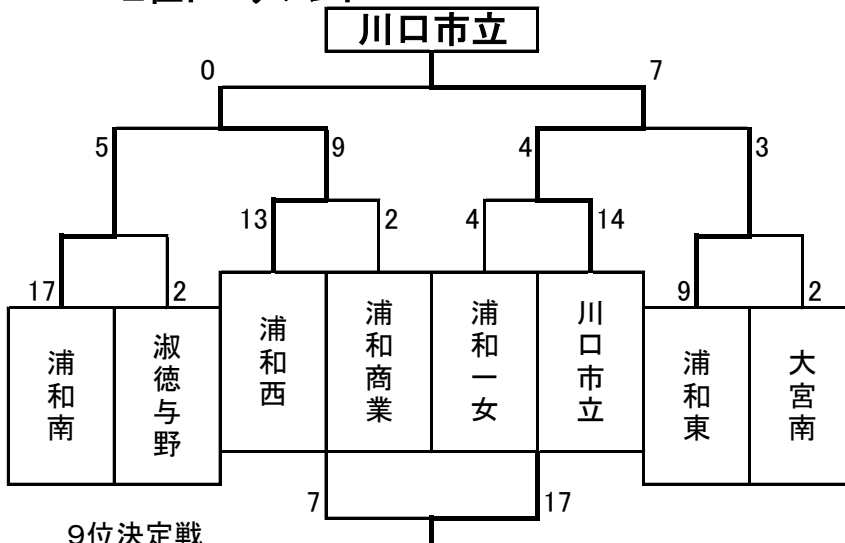 川口市立
0 7
5 9 4 3
13 2 4 14
17 2 9 2
浦和南
淑徳与野
浦和西
浦和商業
浦和一女
川口市立
浦和東
大宮南
7 17
9位決定戦